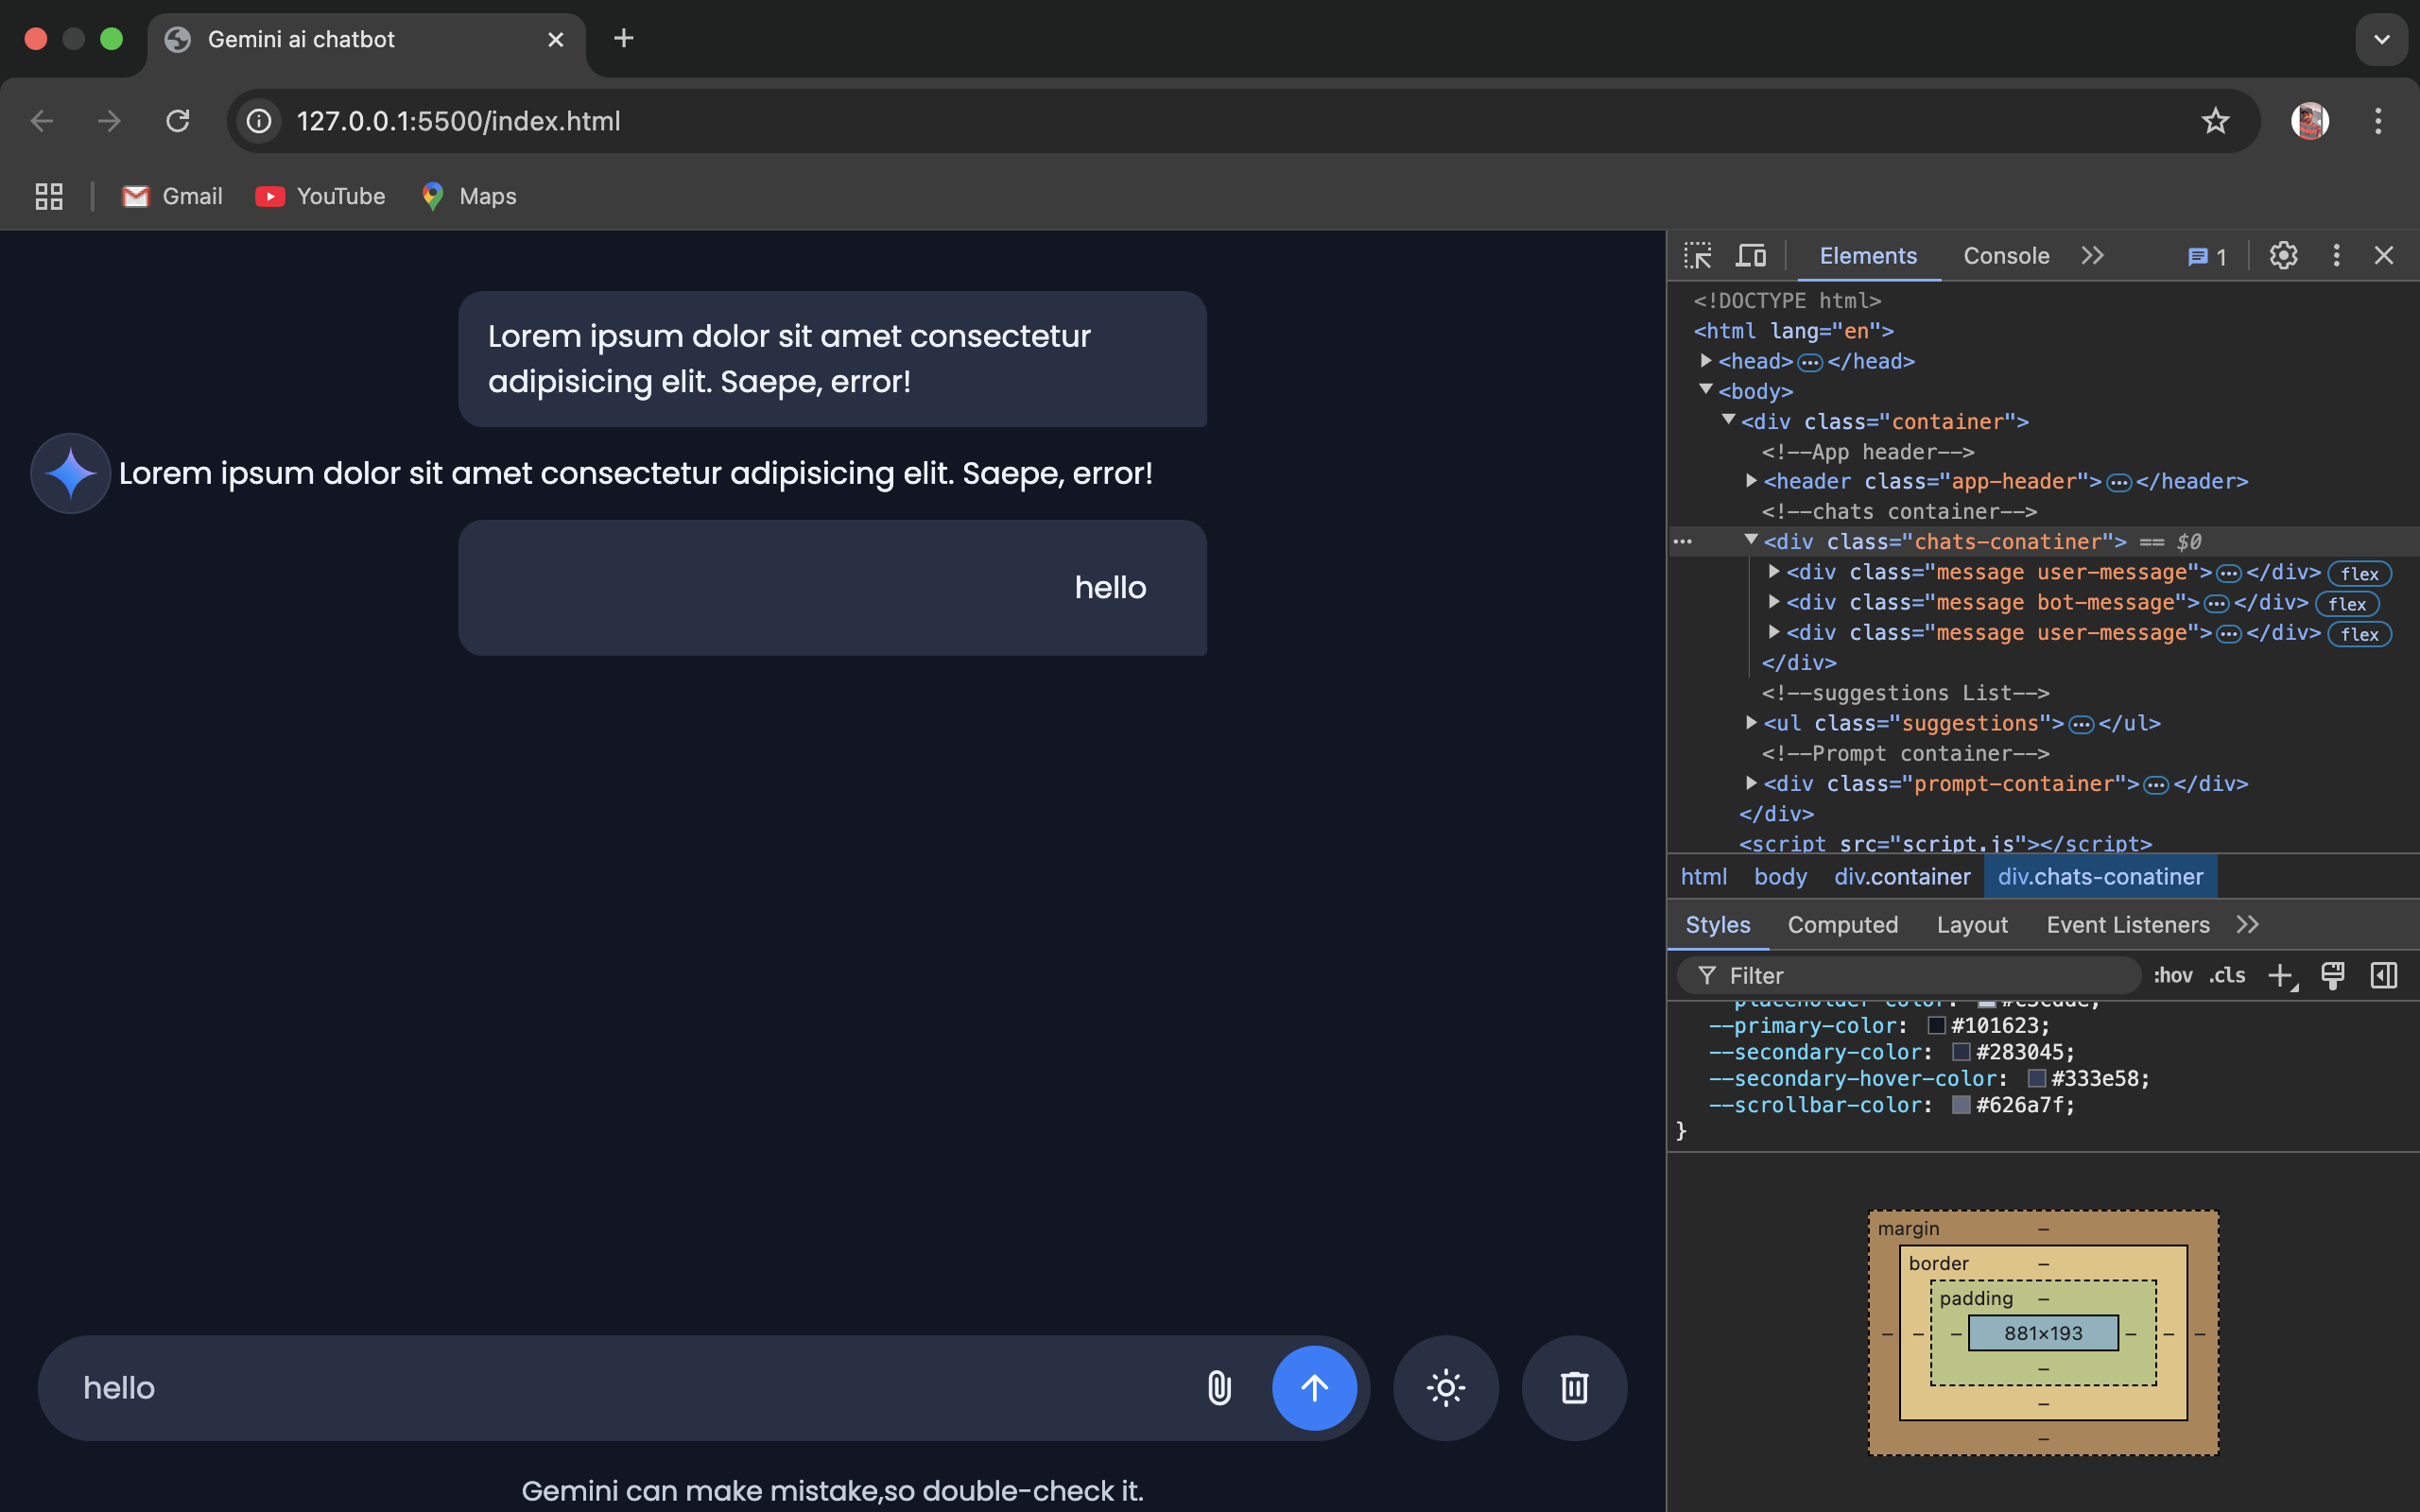 Gemini ai chatbot
127.0.0.1:5500/index.html
Gmail
YouTube
Maps
Lorem ipsum dolor sit amet consectetur
adipisicing elit. Saepe, error!
Lorem ipsum dolor sit amet consectetur adipisicing elit. Saepe, error!
hello
hello
Gemini can make mistake,so double-check it.
Elements
Console
1
<!DOCTYPE html>
<html lang="en">
<head>…</head>
<body>
<div class="container">
<!--App header-->
<header class="app-header">…</header>
<!--chats container-->
… <div class="chats-conatiner"> == $0
<div class="message user-message">…</div> flex
<div class="message bot-message">…</div> flex
<div class="message user-message">…</div> flex
</div>
<!--suggestions List-->
<ul class="suggestions">…</ul>
<!--Prompt container-->
<div class="prompt-container">…</div>
</div>
<script src="script.js"></script>
html body div.container div.chats-conatiner
Styles Computed Layout Event Listeners
Filter :hov .cls
--primary-color: #101623;
--secondary-color: #283045;
--secondary-hover-color: #333e58;
--scrollbar-color: #626a7f;
}
margin –
border –
padding –
– – – 881×193 – – –
–
–
–